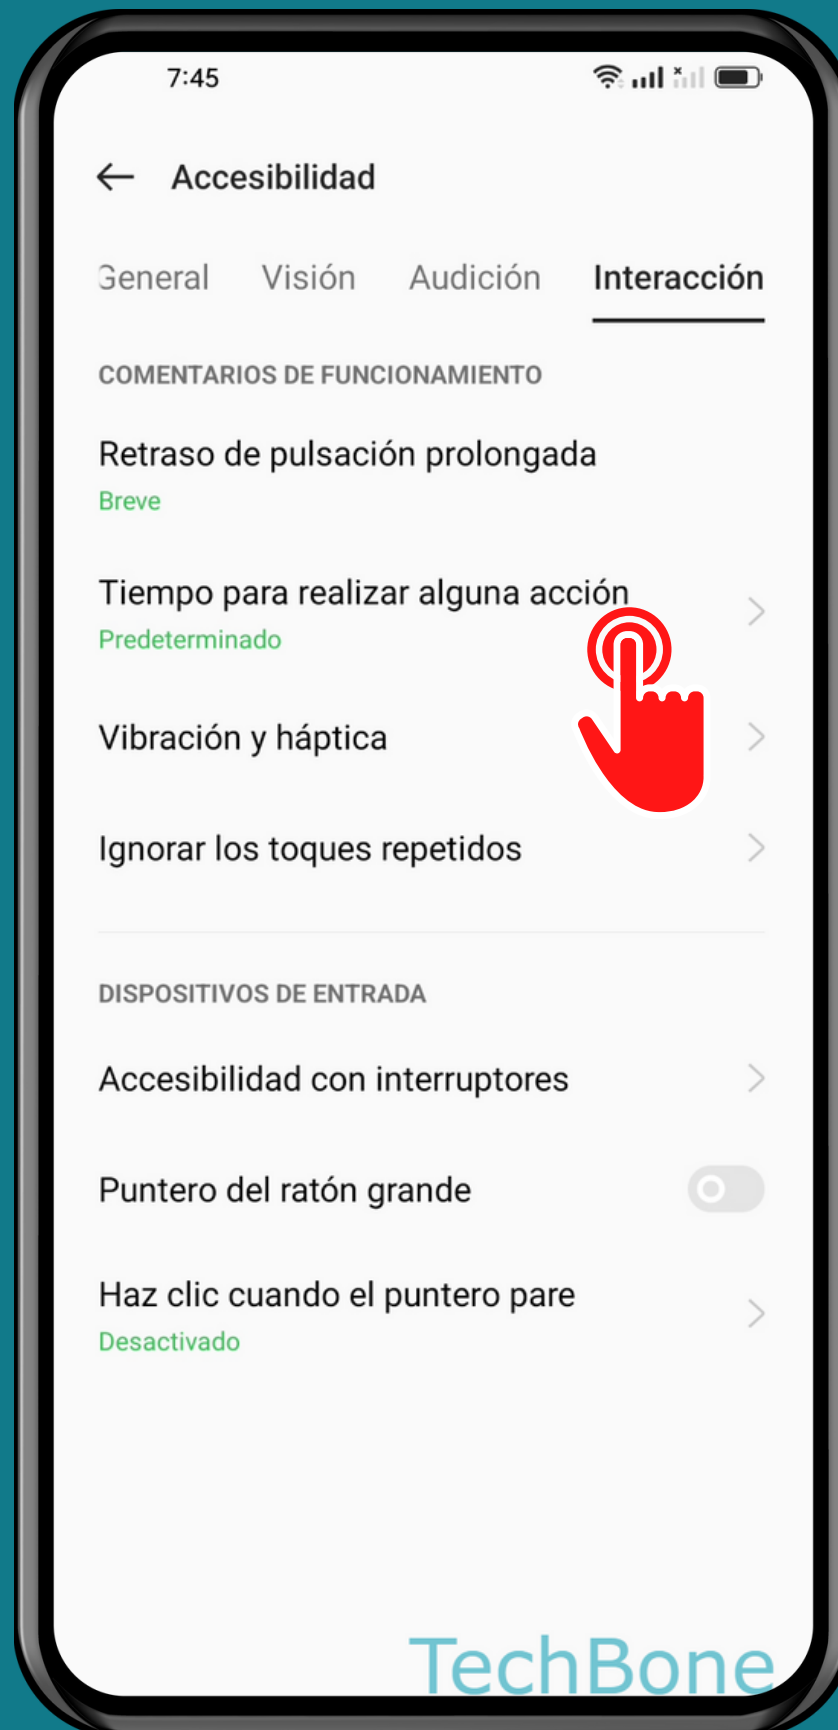 7:45
Accesibilidad
General Visión Audición Interacción
COMENTARIOS DE FUNCIONAMIENTO
Retraso de pulsación prolongada
Breve
Tiempo para realizar alguna acción
Predeterminado
Vibración y háptica
Ignorar los toques repetidos
DISPOSITIVOS DE ENTRADA
Accesibilidad con interruptores
Puntero del ratón grande
Haz clic cuando el puntero pare
Desactivado
TechBone